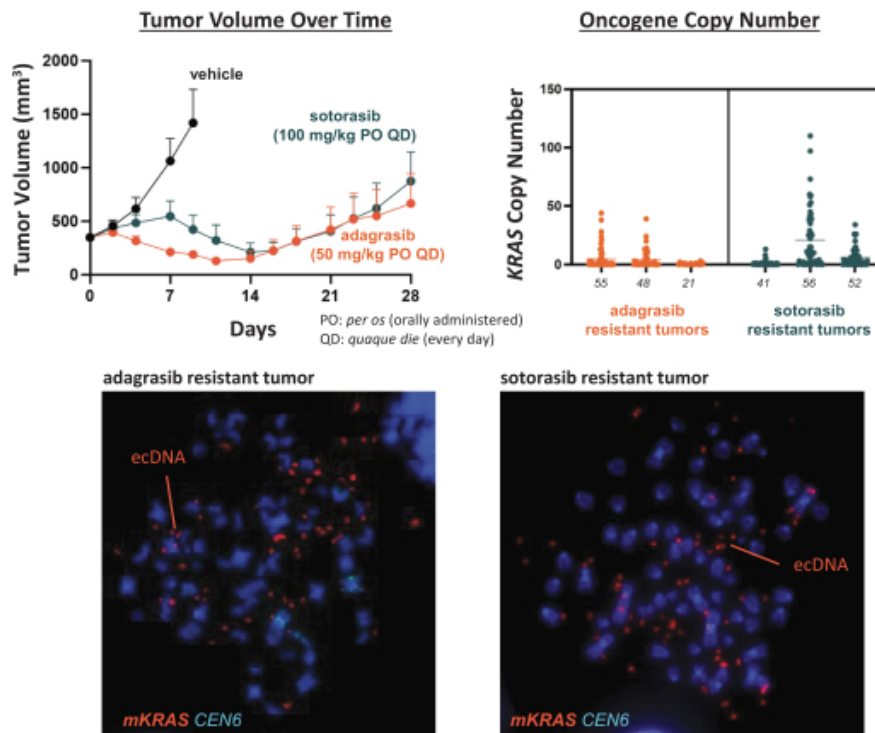 Tumor Volume Over Time
Tumor Volume (mm³)
2000
1500
1000
500
0
vehicle
sotorasib
(100 mg/kg PO QD)
adagrasib
(50 mg/kg PO QD)
0 7 14 21 28
Days
PO: per os (orally administered)
QD: quaque die (every day)
Oncogene Copy Number
KRAS Copy Number
150
100
50
0
55 48 21 41 56 52
adagrasib
resistant tumors
sotorasib
resistant tumors
adagrasib resistant tumor
ecDNA
mKRAS CEN6
sotorasib resistant tumor
ecDNA
mKRAS CEN6